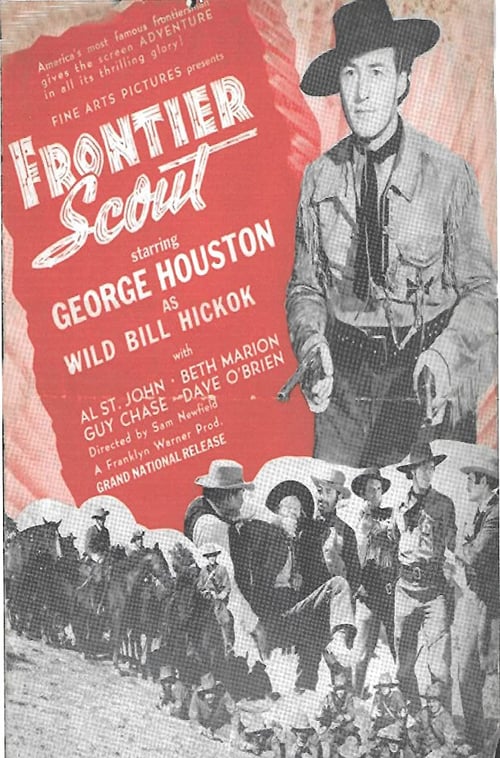 America's most famous frontiersman
gives the screen ADVENTURE
in all its thrilling glory!
FINE ARTS PICTURES presents
FRONTIER
Scout
starring
GEORGE HOUSTON
AS
WILD BILL HICKOK
with
AL ST. JOHN · BETH MARION
GUY CHASE - DAVE O'BRIEN
Directed by Sam Newfield
A Franklyn Warner Prod.
GRAND NATIONAL RELEASE